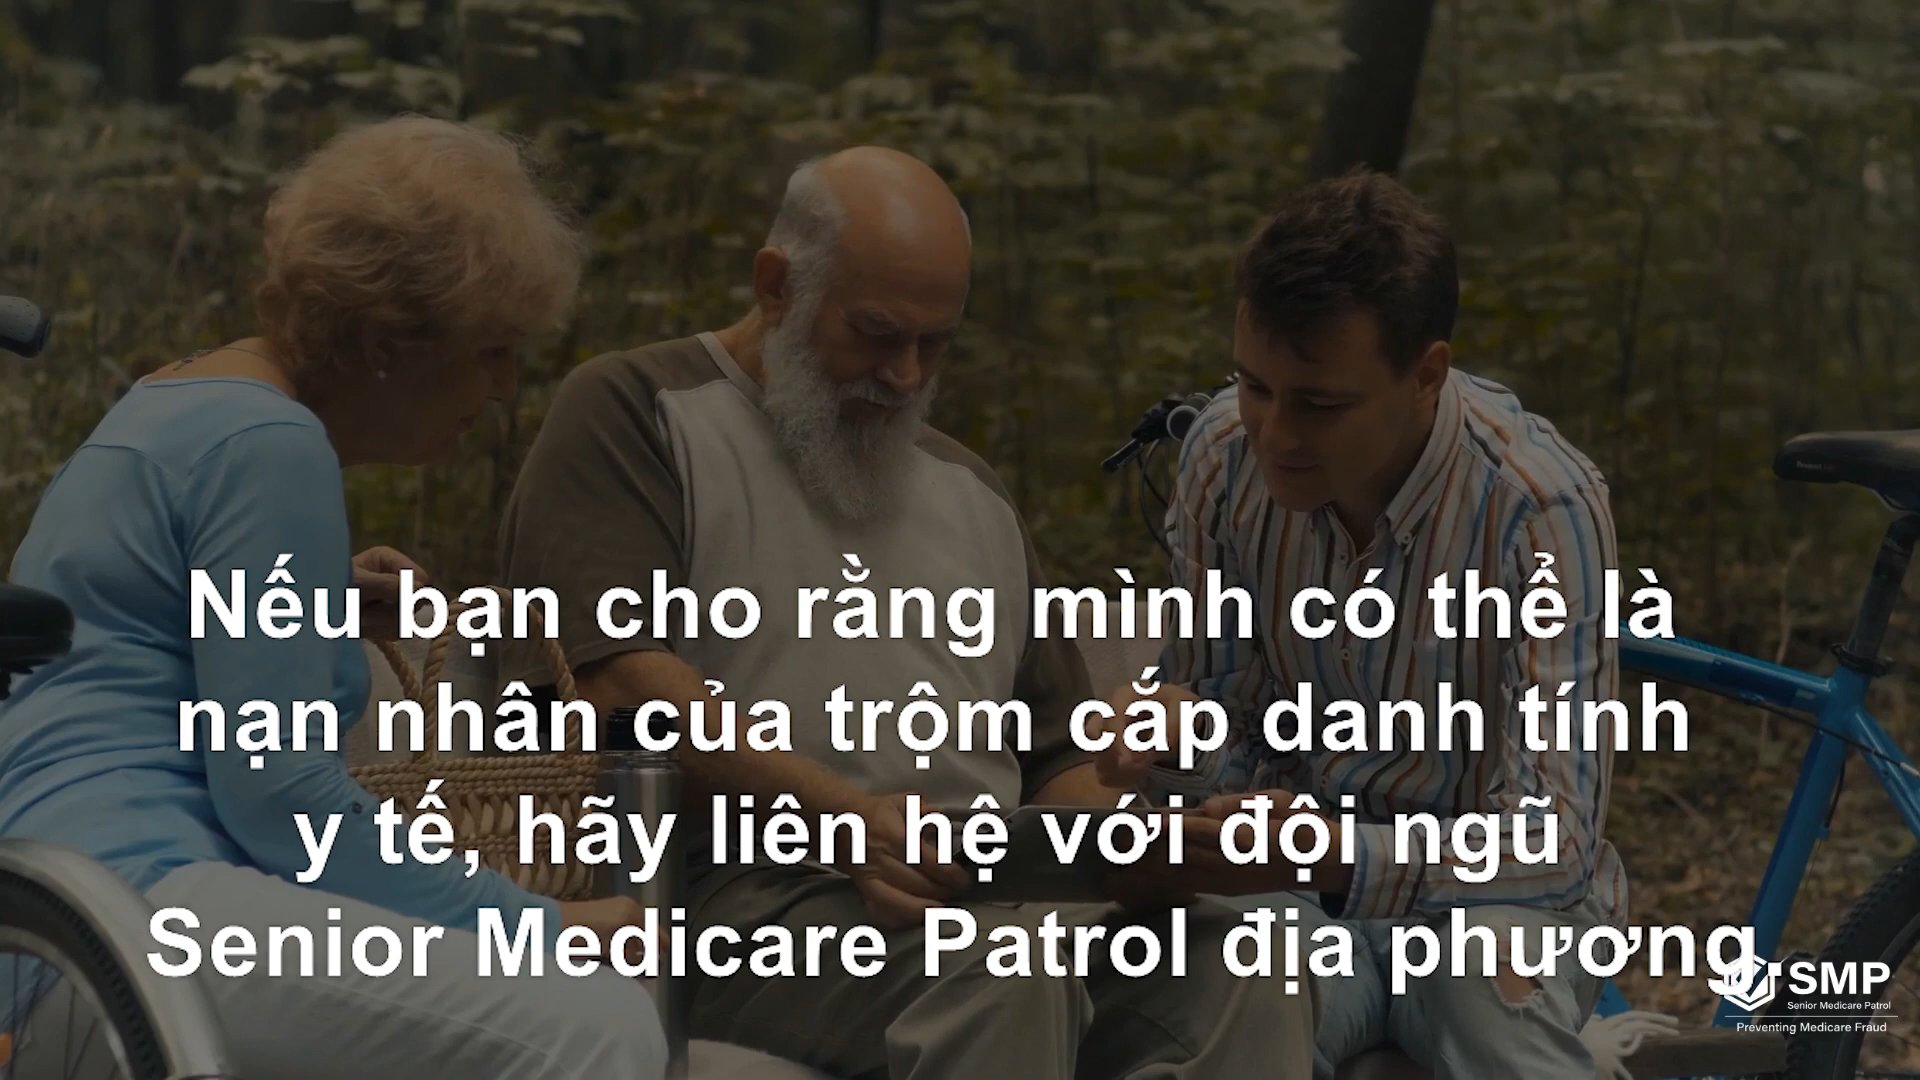 Nếu bạn cho rằng mình có thể là
nạn nhân của trộm cắp danh tính
y tế, hãy liên hệ với đội ngũ
Senior Medicare Patrol địa phương
SMP
Senior Medicare Patrol
Preventing Medicare Fraud